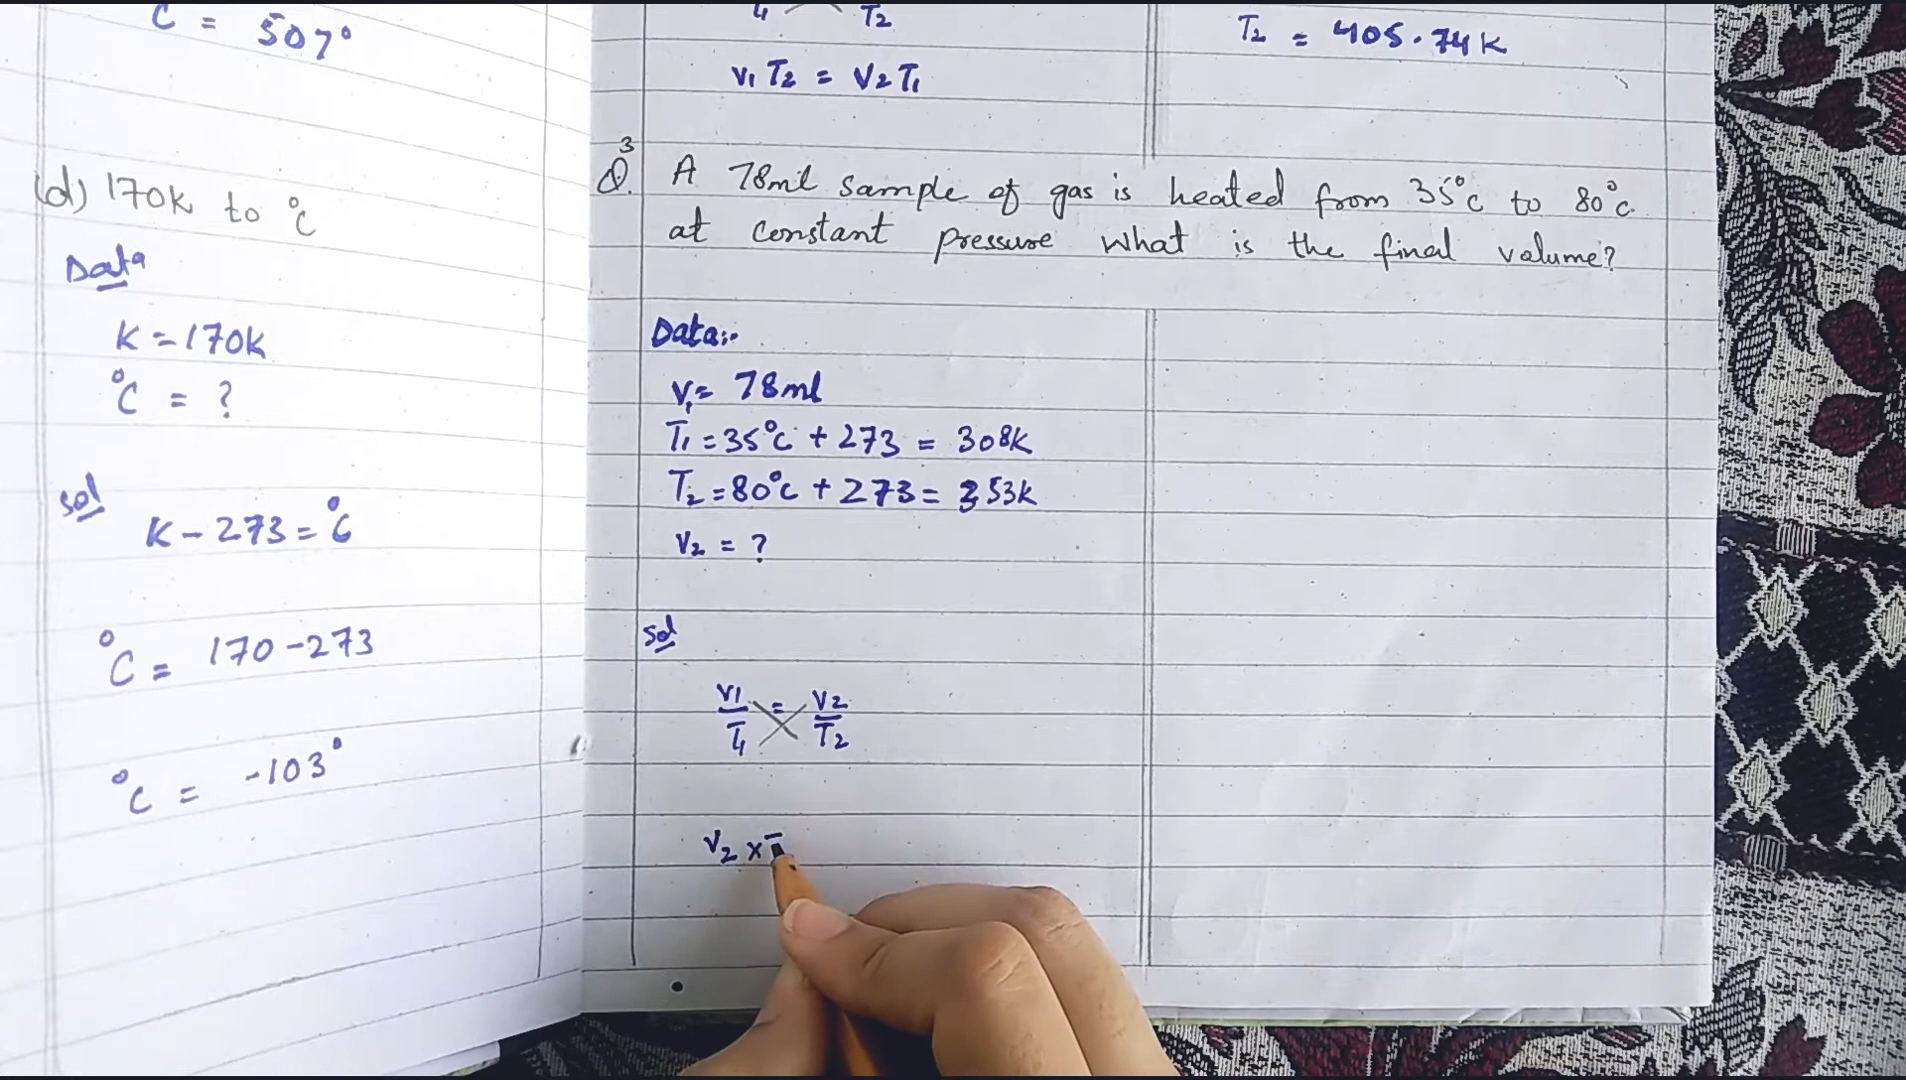 C = 507°
(d) 170K to °C
Data
K = 170K
°C = ?
Sol
K - 273 = °C
°C = 170 - 273
°C = -103°
T2
V1 T2 = V2 T1
T2 = 405.74K
Q.3 A 78ml sample of gas is heated from 35°C to 80°C.
at constant pressure what is the final volume?
Data:-
V1 = 78ml
T1 = 35°C + 273 = 308K
T2 = 80°C + 273 = 353K
V2 = ?
Sol
V1 = V2
T1 T2
V2 ×